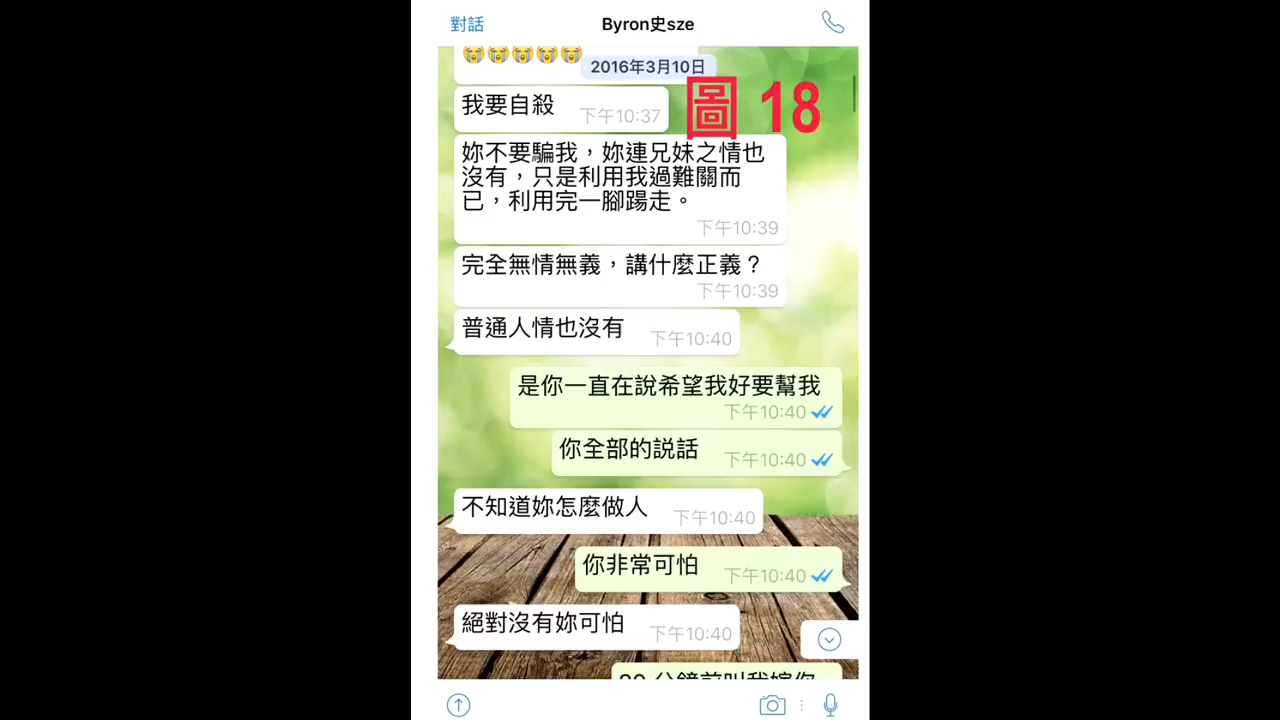 對話
Byron史sze
😭😭😭😭😭
2016年3月10日
圖 18
我要自殺
下午10:37
妳不要騙我，妳連兄妹之情也
沒有，只是利用我過難關而
已，利用完一腳踢走。
下午10:39
完全無情無義，講什麼正義？
下午10:39
普通人情也沒有
下午10:40
是你一直在說希望我好要幫我
下午10:40
你全部的説話
下午10:40
不知道妳怎麼做人
下午10:40
你非常可怕
下午10:40
絕對沒有妳可怕
下午10:40